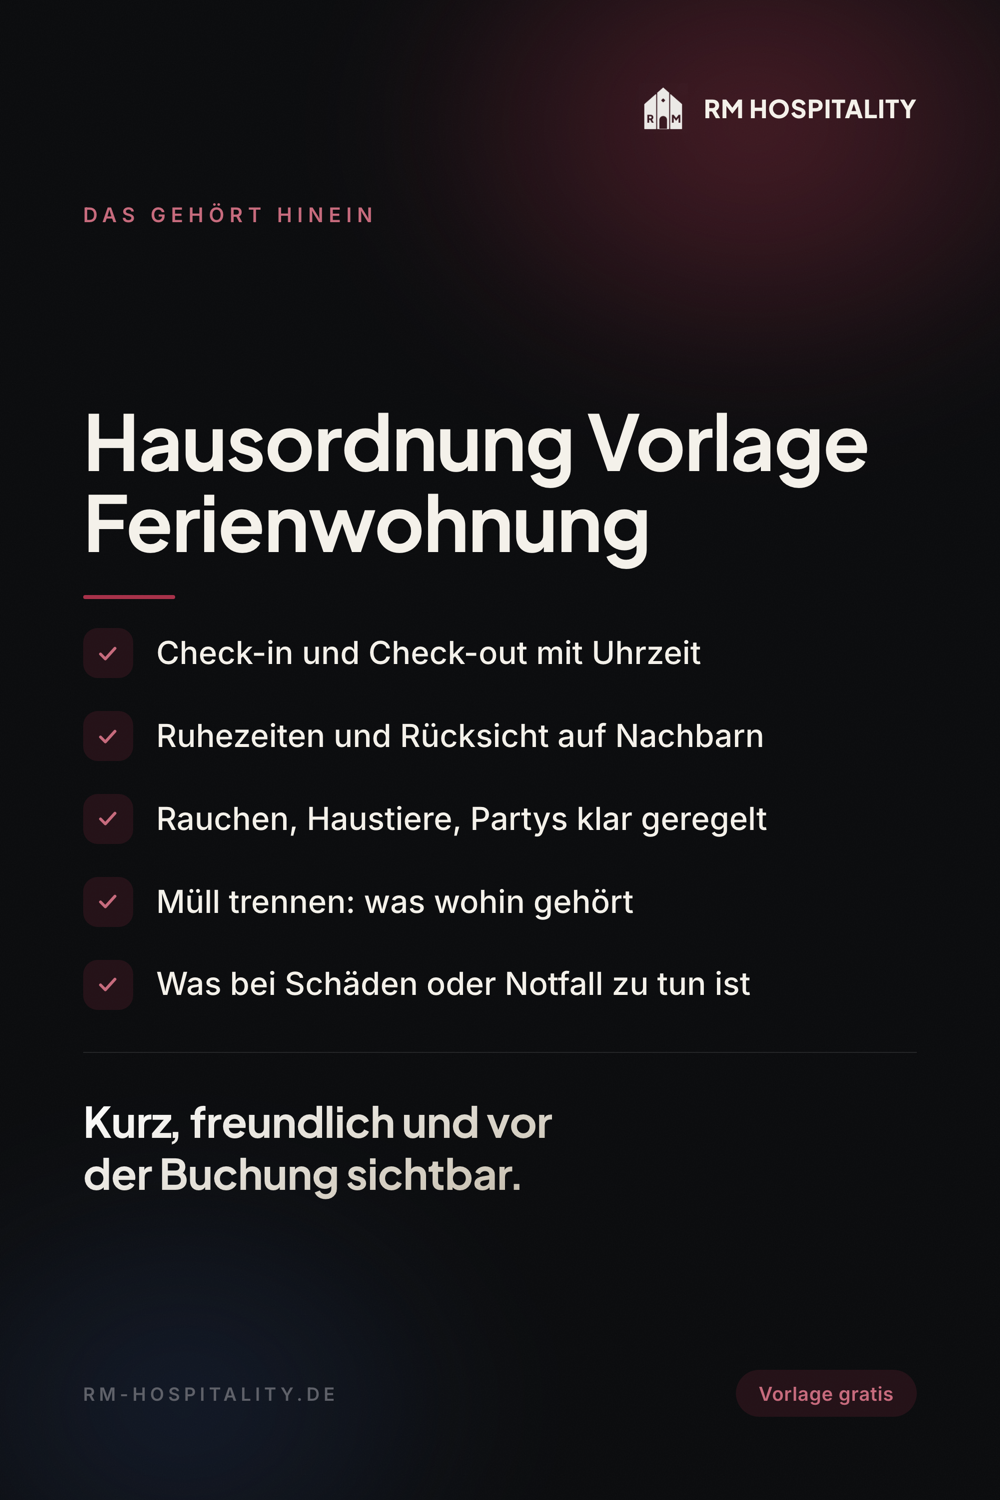 RM HOSPITALITY
DAS GEHÖRT HINEIN
Hausordnung Vorlage
Ferienwohnung
Check-in und Check-out mit Uhrzeit
Ruhezeiten und Rücksicht auf Nachbarn
Rauchen, Haustiere, Partys klar geregelt
Müll trennen: was wohin gehört
Was bei Schäden oder Notfall zu tun ist
Kurz, freundlich und vor
der Buchung sichtbar.
RM-HOSPITALITY.DE
Vorlage gratis